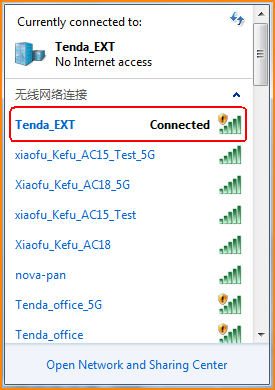 Currently connected to:
Tenda_EXT
No Internet access
无线网络连接
Tenda_EXT Connected
xiaofu_Kefu_AC15_Test_5G
Xiaofu_Kefu_AC18_5G
xiaofu_Kefu_AC15_Test
Xiaofu_Kefu_AC18
nova-pan
Tenda_office_5G
Tenda_office
Open Network and Sharing Center